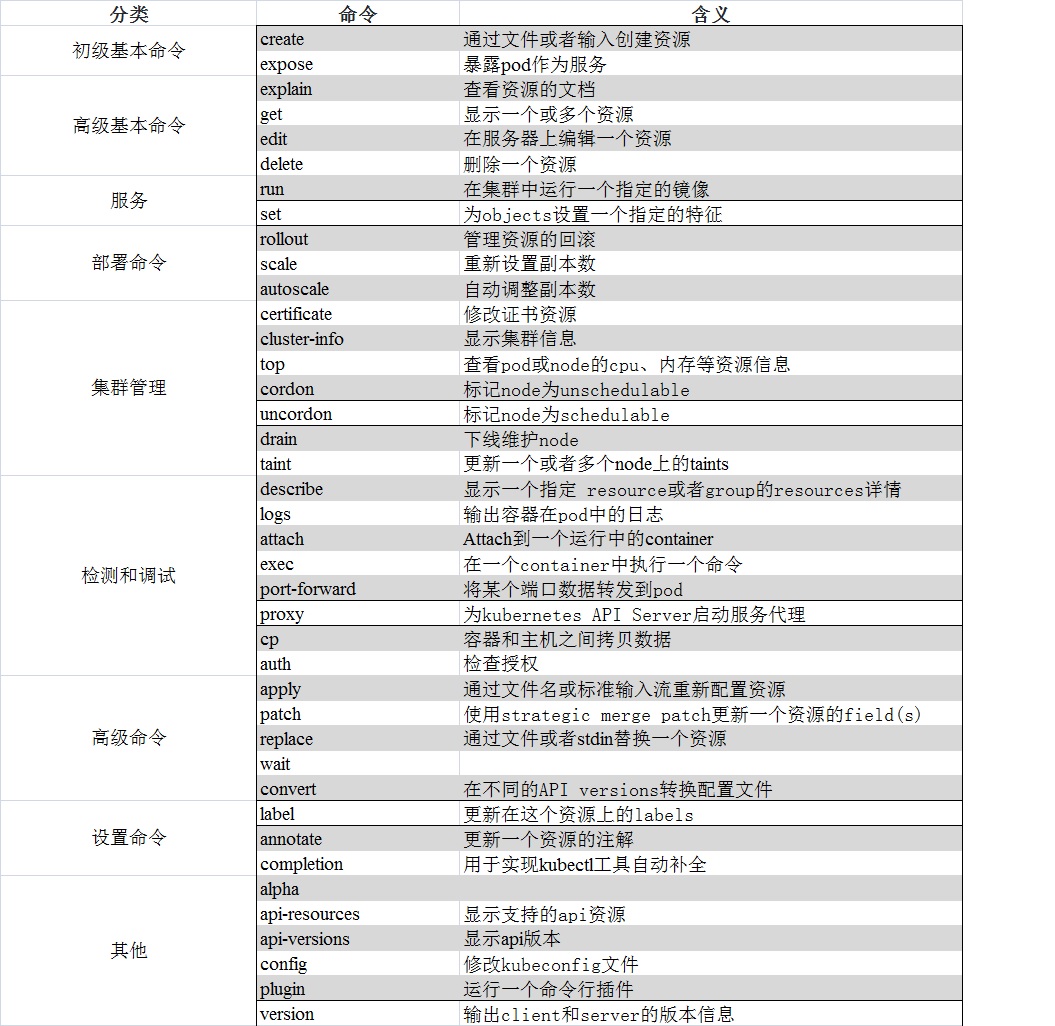 分类 命令 含义
初级基本命令
create 通过文件或者输入创建资源
expose 暴露pod作为服务
高级基本命令
explain 查看资源的文档
get 显示一个或多个资源
edit 在服务器上编辑一个资源
delete 删除一个资源
服务
run 在集群中运行一个指定的镜像
set 为objects设置一个指定的特征
部署命令
rollout 管理资源的回滚
scale 重新设置副本数
autoscale 自动调整副本数
集群管理
certificate 修改证书资源
cluster-info 显示集群信息
top 查看pod或node的cpu、内存等资源信息
cordon 标记node为unschedulable
uncordon 标记node为schedulable
drain 下线维护node
taint 更新一个或者多个node上的taints
检测和调试
describe 显示一个指定 resource或者group的resources详情
logs 输出容器在pod中的日志
attach Attach到一个运行中的container
exec 在一个container中执行一个命令
port-forward 将某个端口数据转发到pod
proxy 为kubernetes API Server启动服务代理
cp 容器和主机之间拷贝数据
auth 检查授权
高级命令
apply 通过文件名或标准输入流重新配置资源
patch 使用strategic merge patch更新一个资源的field(s)
replace 通过文件或者stdin替换一个资源
wait
convert 在不同的API versions转换配置文件
设置命令
label 更新在这个资源上的labels
annotate 更新一个资源的注解
completion 用于实现kubectl工具自动补全
其他
alpha
api-resources 显示支持的api资源
api-versions 显示api版本
config 修改kubeconfig文件
plugin 运行一个命令行插件
version 输出client和server的版本信息